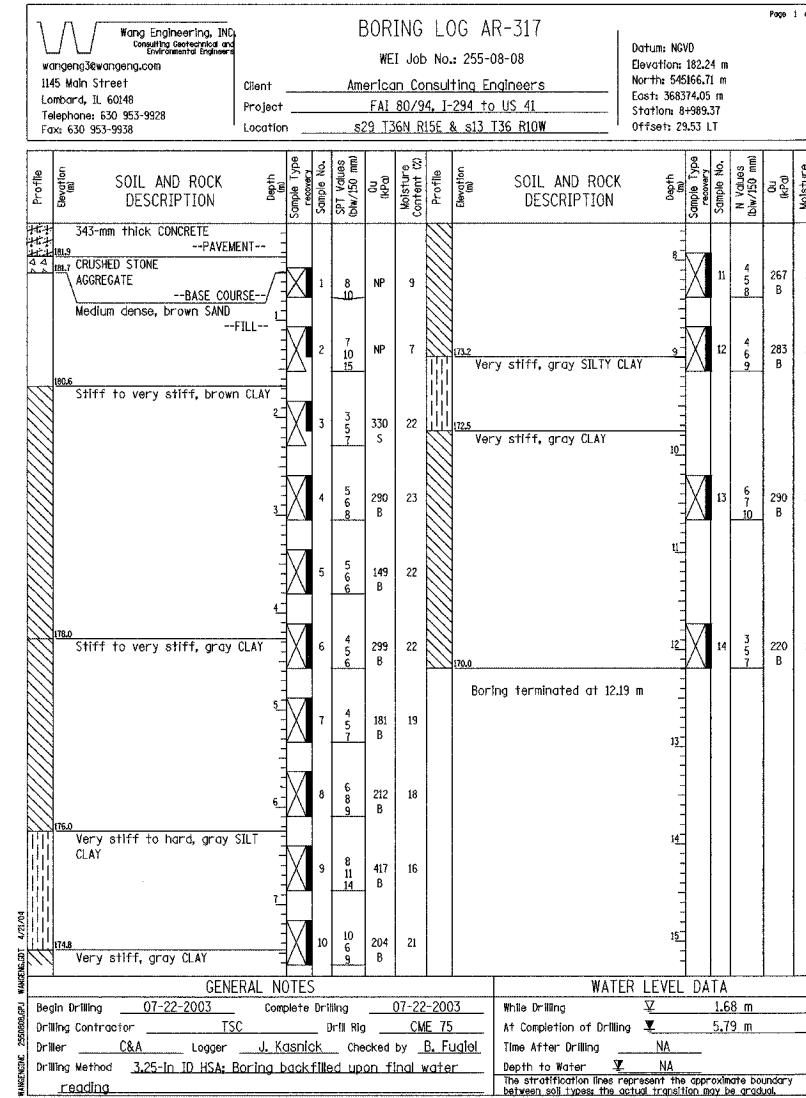 Page 1
Wang Engineering, INC.
Consulting Geotechnical and
Environmental Engineers
wangeng3@wangeng.com
1145 Main Street
Lombard, IL 60148
Telephone: 630 953-9928
Fax: 630 953-9938
BORING LOG AR-317
WEI Job No.: 255-08-08
Client American Consulting Engineers
Project FAI 80/94, I-294 to US 41
Location s29 T36N R15E & s13 T36 R10W
Datum: NGVD
Elevation: 182.24 m
North: 545166.71 m
East: 368374.05 m
Station: 8+989.37
Offset: 29.53 LT
Profile
Elevation (m)
SOIL AND ROCK DESCRIPTION
Depth (m)
Sample Type
recovery
Sample No.
SPT Values (blw/150 mm)
Qu (kPa)
Moisture Content (%)
343-mm thick CONCRETE
--PAVEMENT--
181.9
CRUSHED STONE
181.7
AGGREGATE
--BASE COURSE--
1 8 10 NP 9
Medium dense, brown SAND
1
--FILL--
2 7 10 15 NP 7
180.6
Stiff to very stiff, brown CLAY
2
3 3 5 7 330 S 22
3
4 5 6 8 290 B 23
5 5 6 6 149 B 22
4
178.0
Stiff to very stiff, gray CLAY
6 4 5 6 299 B 22
5
7 4 5 7 181 B 19
6
8 6 8 9 212 B 18
176.0
Very stiff to hard, gray SILT
CLAY
9 8 11 14 417 B 16
7
10 10 6 9 204 B 21
174.8
Very stiff, gray CLAY
Profile
Elevation (m)
SOIL AND ROCK DESCRIPTION
Depth (m)
Sample Type
recovery
Sample No.
N Values (blw/150 mm)
Qu (kPa)
Moisture
8
11 4 5 8 267 B
9
12 4 6 9 283 B
173.2
Very stiff, gray SILTY CLAY
172.5
Very stiff, gray CLAY
10
13 6 7 10 290 B
11
12
14 3 5 7 220 B
170.0
Boring terminated at 12.19 m
13
14
15
WANGENGINC 2550808.GPJ WANGENG.GDT 4/21/04
GENERAL NOTES
Begin Drilling 07-22-2003 Complete Drilling 07-22-2003
Drilling Contractor TSC Drill Rig CME 75
Driller C&A Logger J. Kasnick Checked by B. Fugiel
Drilling Method 3.25-in ID HSA; Boring backfilled upon final water
reading
WATER LEVEL DATA
While Drilling 1.68 m
At Completion of Drilling 5.79 m
Time After Drilling NA
Depth to Water NA
The stratification lines represent the approximate boundary
between soil types; the actual transition may be gradual.